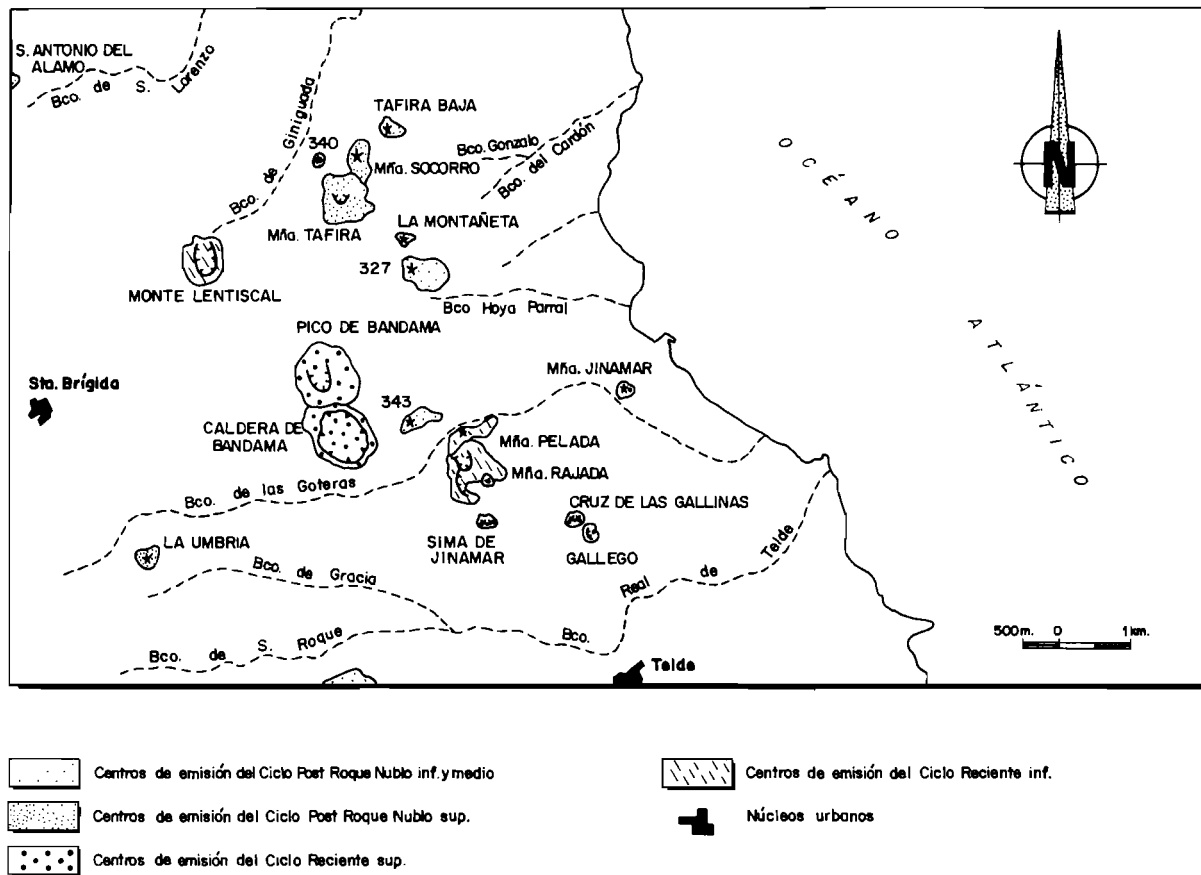 S. ANTONIO DEL
ALAMO
Bco. de S. Lorenzo
Bco. de Giniguada
TAFIRA BAJA
340
Mña. SOCORRO
Bco. Gonzalo
Bco. del Cardón
Mña. TAFIRA
LA MONTAÑETA
327
MONTE LENTISCAL
Bco Hoya Parral
PICO DE BANDAMA
Mña. JINAMAR
Sta. Brígida
343
CALDERA DE
BANDAMA
Mña. PELADA
Mña. RAJADA
Bco. de las Goteras
CRUZ DE LAS GALLINAS
LA UMBRIA
SIMA DE
JINAMAR
GALLEGO
Bco. de Gracia
Bco. Real de Telde
Bco. de S. Roque
Telde
OCÉANO
ATLÁNTICO
N
500m. 0 1km.
Centros de emisión del Ciclo Post Roque Nublo inf. y medio
Centros de emisión del Ciclo Post Roque Nublo sup.
Centros de emisión del Ciclo Reciente sup.
Centros de emisión del Ciclo Reciente inf.
Núcleos urbanos